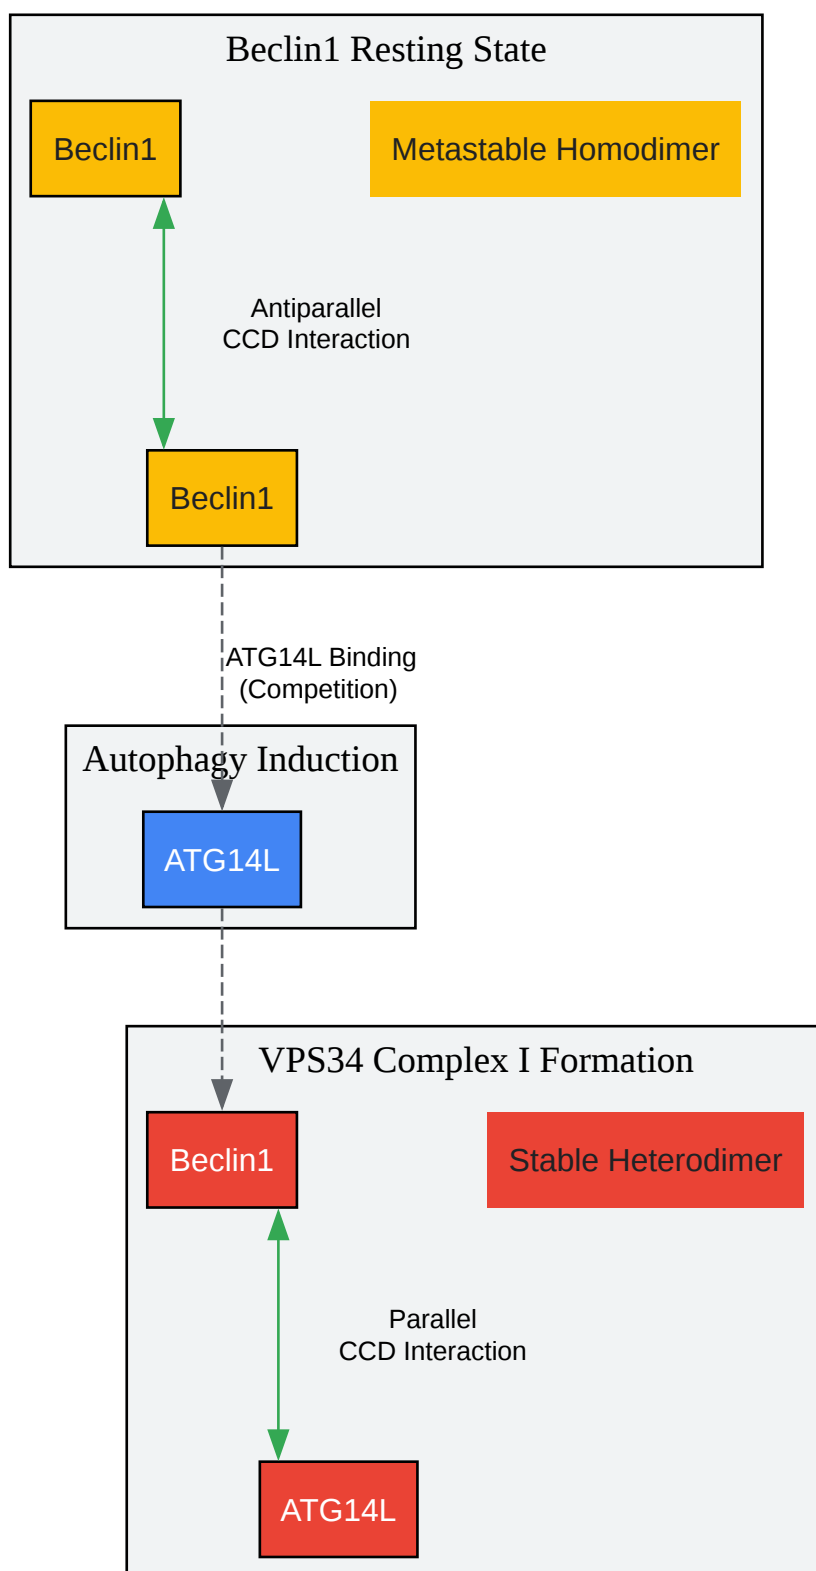 Beclin1 Resting State
Beclin1
Metastable Homodimer
Antiparallel
CCD Interaction
Beclin1
ATG14L Binding
(Competition)
Autophagy Induction
ATG14L
VPS34 Complex I Formation
Beclin1
Stable Heterodimer
Parallel
CCD Interaction
ATG14L